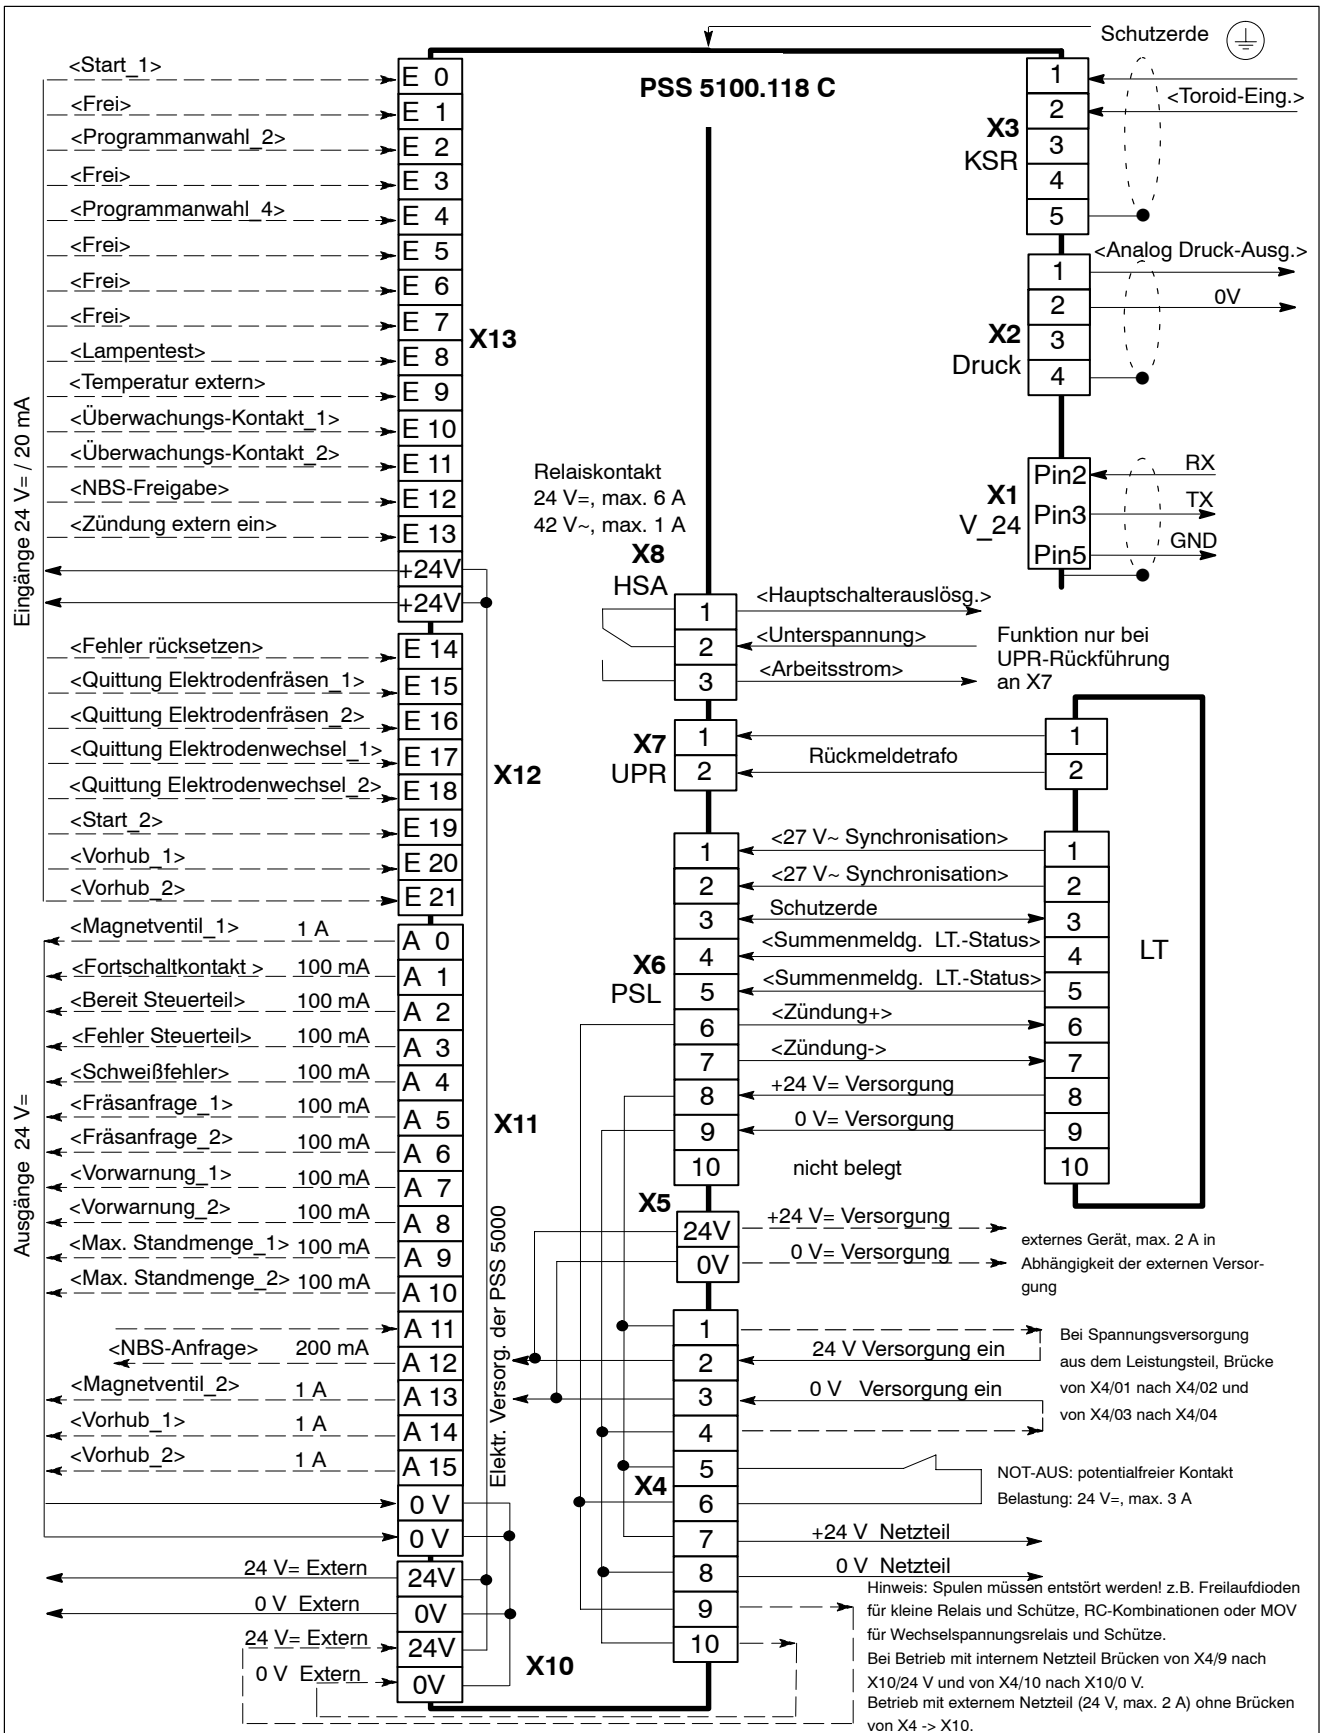 Schutzerde
PSS 5100.118 C
Eingänge 24 V= / 20 mA
<Start_1>
E 0
<Frei>
E 1
<Programmanwahl_2>
E 2
<Frei>
E 3
<Programmanwahl_4>
E 4
<Frei>
E 5
<Frei>
E 6
<Frei>
E 7
<Lampentest>
E 8
<Temperatur extern>
E 9
<Überwachungs-Kontakt_1>
E 10
<Überwachungs-Kontakt_2>
E 11
<NBS-Freigabe>
E 12
<Zündung extern ein>
E 13
+24V
+24V
X13
<Fehler rücksetzen>
E 14
<Quittung Elektrodenfräsen_1>
E 15
<Quittung Elektrodenfräsen_2>
E 16
<Quittung Elektrodenwechsel_1>
E 17
<Quittung Elektrodenwechsel_2>
E 18
<Start_2>
E 19
<Vorhub_1>
E 20
<Vorhub_2>
E 21
X12
Ausgänge 24 V=
<Magnetventil_1> 1 A
A 0
<Fortschaltkontakt > 100 mA
A 1
<Bereit Steuerteil> 100 mA
A 2
<Fehler Steuerteil> 100 mA
A 3
<Schweißfehler> 100 mA
A 4
<Fräsanfrage_1> 100 mA
A 5
<Fräsanfrage_2> 100 mA
A 6
<Vorwarnung_1> 100 mA
A 7
<Vorwarnung_2> 100 mA
A 8
<Max. Standmenge_1> 100 mA
A 9
<Max. Standmenge_2> 100 mA
A 10
A 11
<NBS-Anfrage> 200 mA
A 12
<Magnetventil_2> 1 A
A 13
<Vorhub_1> 1 A
A 14
<Vorhub_2> 1 A
A 15
0 V
0 V
X11
Elektr. Versorg. der PSS 5000
24 V= Extern
24V
0 V Extern
0V
24 V= Extern
24V
0 V Extern
0V
X10
X3
KSR
1
2
3
4
5
<Toroid-Eing.>
X2
Druck
1
2
3
4
<Analog Druck-Ausg.>
0V
X1
V_24
Pin2
Pin3
Pin5
RX
TX
GND
Relaiskontakt
24 V=, max. 6 A
42 V~, max. 1 A
X8
HSA
1
2
3
<Hauptschalterauslösg.>
<Unterspannung>
<Arbeitsstrom>
Funktion nur bei
UPR-Rückführung
an X7
X7
UPR
1
2
Rückmeldetrafo
1
2
X6
PSL
1
<27 V~ Synchronisation>
1
2
<27 V~ Synchronisation>
2
3
Schutzerde
3
4
<Summenmeldg. LT.-Status>
4
5
<Summenmeldg. LT.-Status>
5
6
<Zündung+>
6
7
<Zündung->
7
8
+24 V= Versorgung
8
9
0 V= Versorgung
9
10
nicht belegt
10
LT
X5
24V
+24 V= Versorgung
0V
0 V= Versorgung
externes Gerät, max. 2 A in
Abhängigkeit der externen Versor-
gung
X4
1
2
24 V Versorgung ein
3
0 V Versorgung ein
4
Bei Spannungsversorgung
aus dem Leistungsteil, Brücke
von X4/01 nach X4/02 und
von X4/03 nach X4/04
5
6
NOT-AUS: potentialfreier Kontakt
Belastung: 24 V=, max. 3 A
7
+24 V Netzteil
8
0 V Netzteil
9
10
Hinweis: Spulen müssen entstört werden! z.B. Freilaufdioden
für kleine Relais und Schütze, RC-Kombinationen oder MOV
für Wechselspannungsrelais und Schütze.
Bei Betrieb mit internem Netzteil Brücken von X4/9 nach
X10/24 V und von X4/10 nach X10/0 V.
Betrieb mit externem Netzteil (24 V, max. 2 A) ohne Brücken
von X4 -> X10.